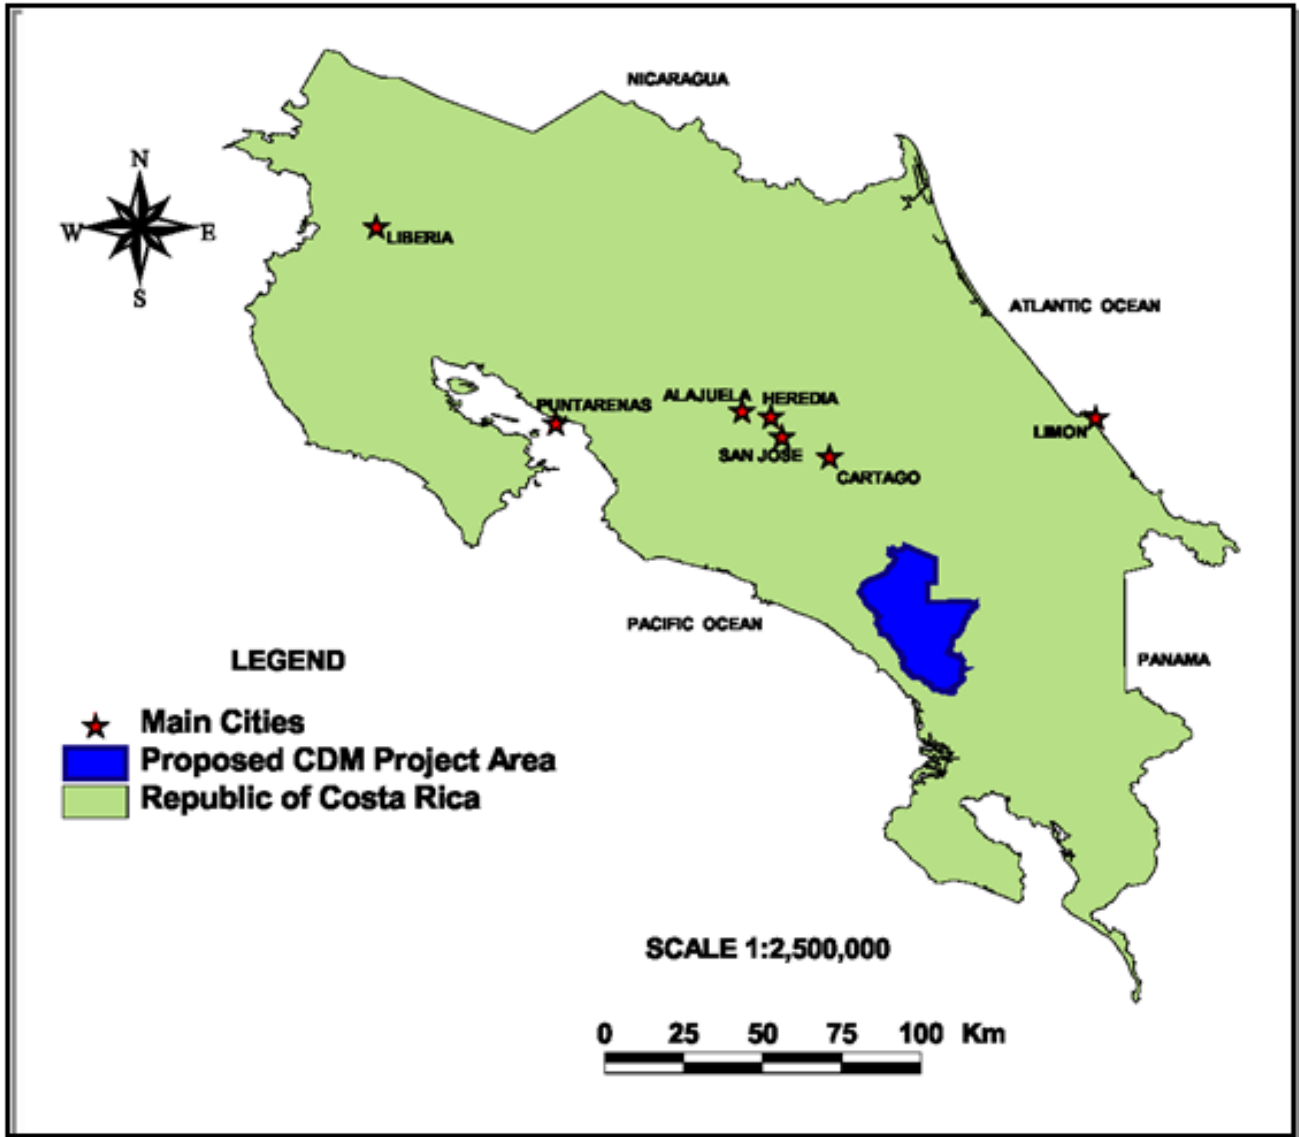 NICARAGUA
N
W E
S
LIBERIA
ATLANTIC OCEAN
ALAJUELA HEREDIA
PUNTARENAS
LIMON
SAN JOSE
CARTAGO
PACIFIC OCEAN
PANAMA
LEGEND
Main Cities
Proposed CDM Project Area
Republic of Costa Rica
SCALE 1:2,500,000
0 25 50 75 100 Km